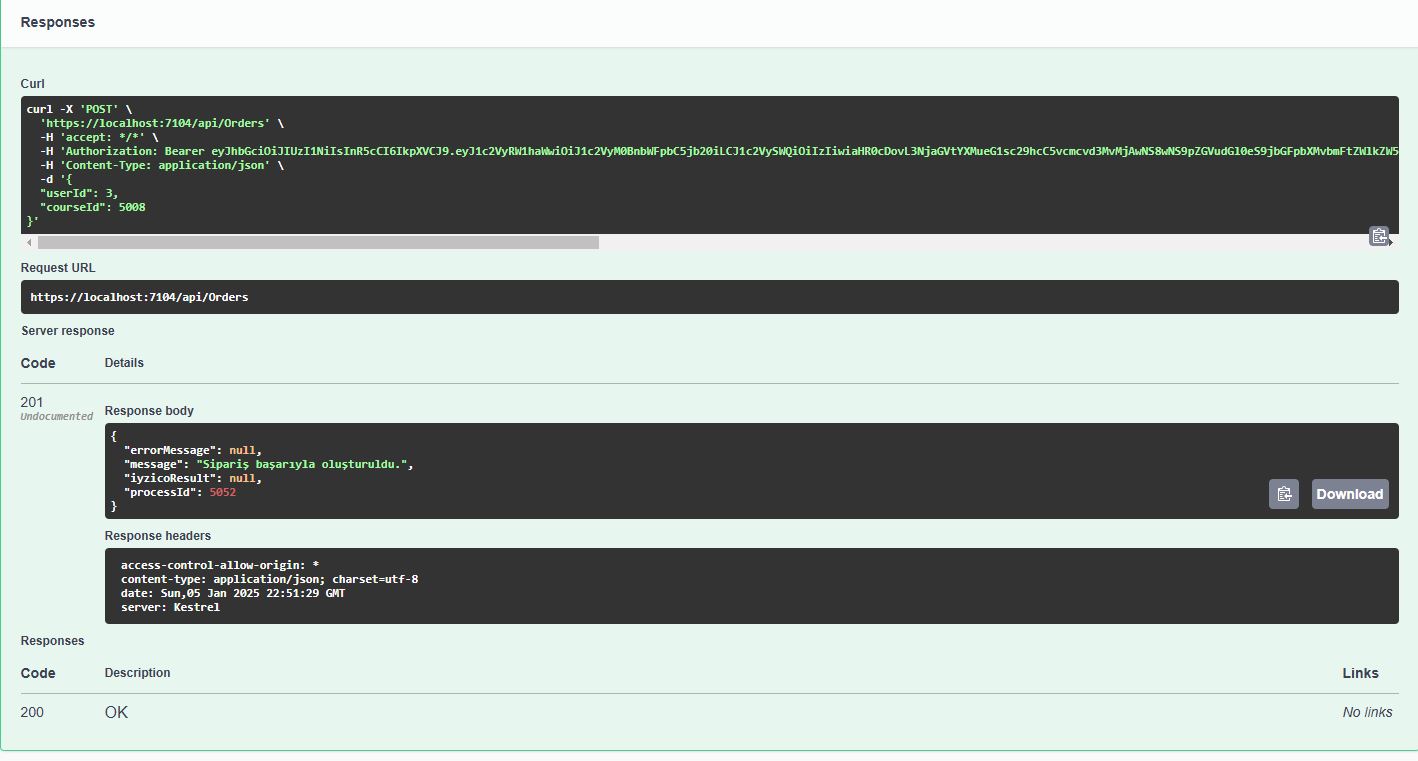 Responses
Curl
curl -X 'POST' \
'https://localhost:7104/api/Orders' \
-H 'accept: */*' \
-H 'Authorization: Bearer
-H 'Content-Type: application/json' \
-d '{
"userId": 3,
"courseId": 5008
}'
Request URL
https://localhost:7104/api/Orders
Server response
Code Details
201
Undocumented
Response body
{
"errorMessage": null,
"message": "Sipariş başarıyla oluşturuldu.",
"iyzicoResult": null,
"processId": 5052
}
Download
Response headers
access-control-allow-origin: *
content-type: application/json; charset=utf-8
date: Sun,05 Jan 2025 22:51:29 GMT
server: Kestrel
Responses
Code Description Links
200 OK No links